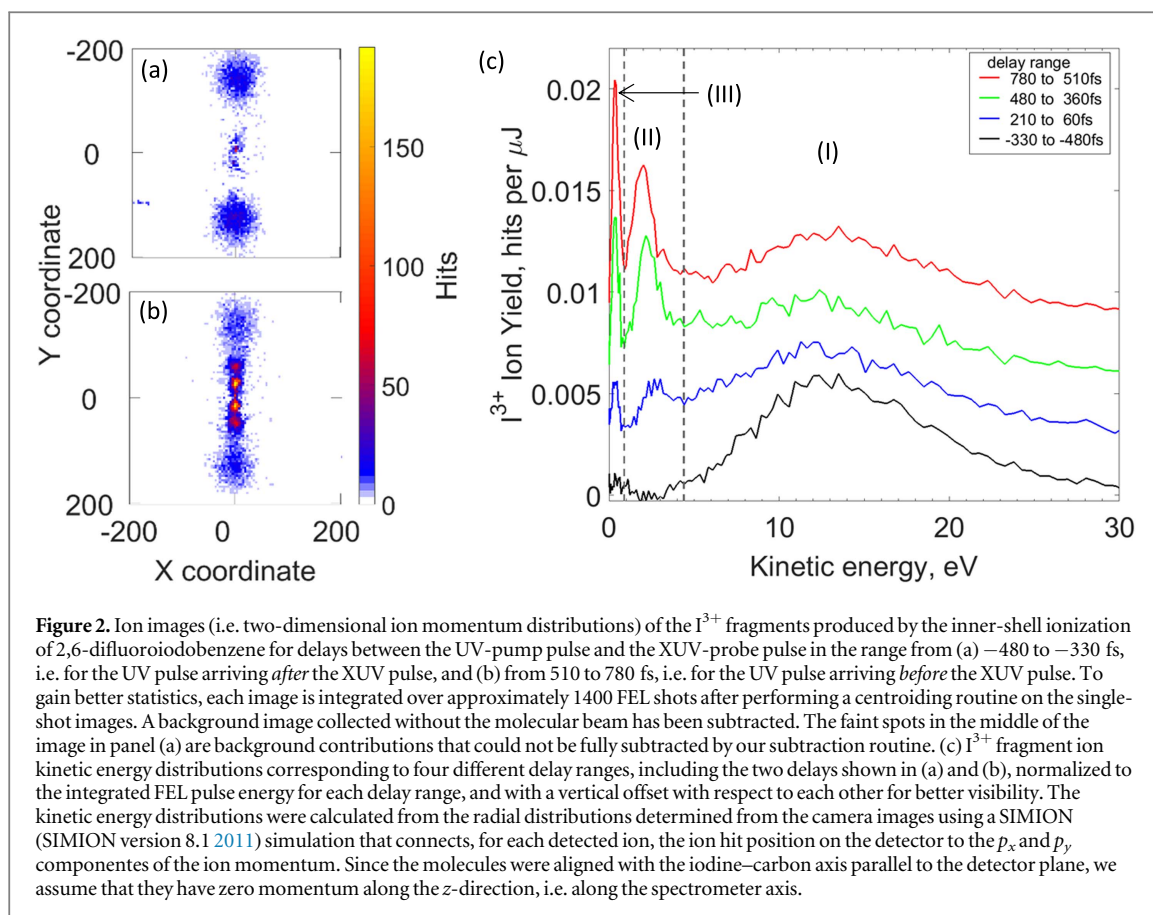 (a)
-200
0
200
-200
(b)
0
200
-200 0 200
X coordinate
Y coordinate
150
100
50
0
Hits
(c)
0.02
0.015
0.01
0.005
0
I³⁺ Ion Yield, hits per μJ
(III)
(II)
(I)
delay range
780 to 510fs
480 to 360fs
210 to 60fs
-330 to -480fs
0 10 20 30
Kinetic energy, eV
Figure 2. Ion images (i.e. two-dimensional ion momentum distributions) of the I³⁺ fragments produced by the inner-shell ionization
of 2,6-difluoroiodobenzene for delays between the UV-pump pulse and the XUV-probe pulse in the range from (a) −480 to −330 fs,
i.e. for the UV pulse arriving after the XUV pulse, and (b) from 510 to 780 fs, i.e. for the UV pulse arriving before the XUV pulse. To
gain better statistics, each image is integrated over approximately 1400 FEL shots after performing a centroiding routine on the single-
shot images. A background image collected without the molecular beam has been subtracted. The faint spots in the middle of the
image in panel (a) are background contributions that could not be fully subtracted by our subtraction routine. (c) I³⁺ fragment ion
kinetic energy distributions corresponding to four different delay ranges, including the two delays shown in (a) and (b), normalized to
the integrated FEL pulse energy for each delay range, and with a vertical offset with respect to each other for better visibility. The
kinetic energy distributions were calculated from the radial distributions determined from the camera images using a SIMION
(SIMION version 8.1 2011) simulation that connects, for each detected ion, the ion hit position on the detector to the pₓ and p_y
componentes of the ion momentum. Since the molecules were aligned with the iodine–carbon axis parallel to the detector plane, we
assume that they have zero momentum along the z-direction, i.e. along the spectrometer axis.